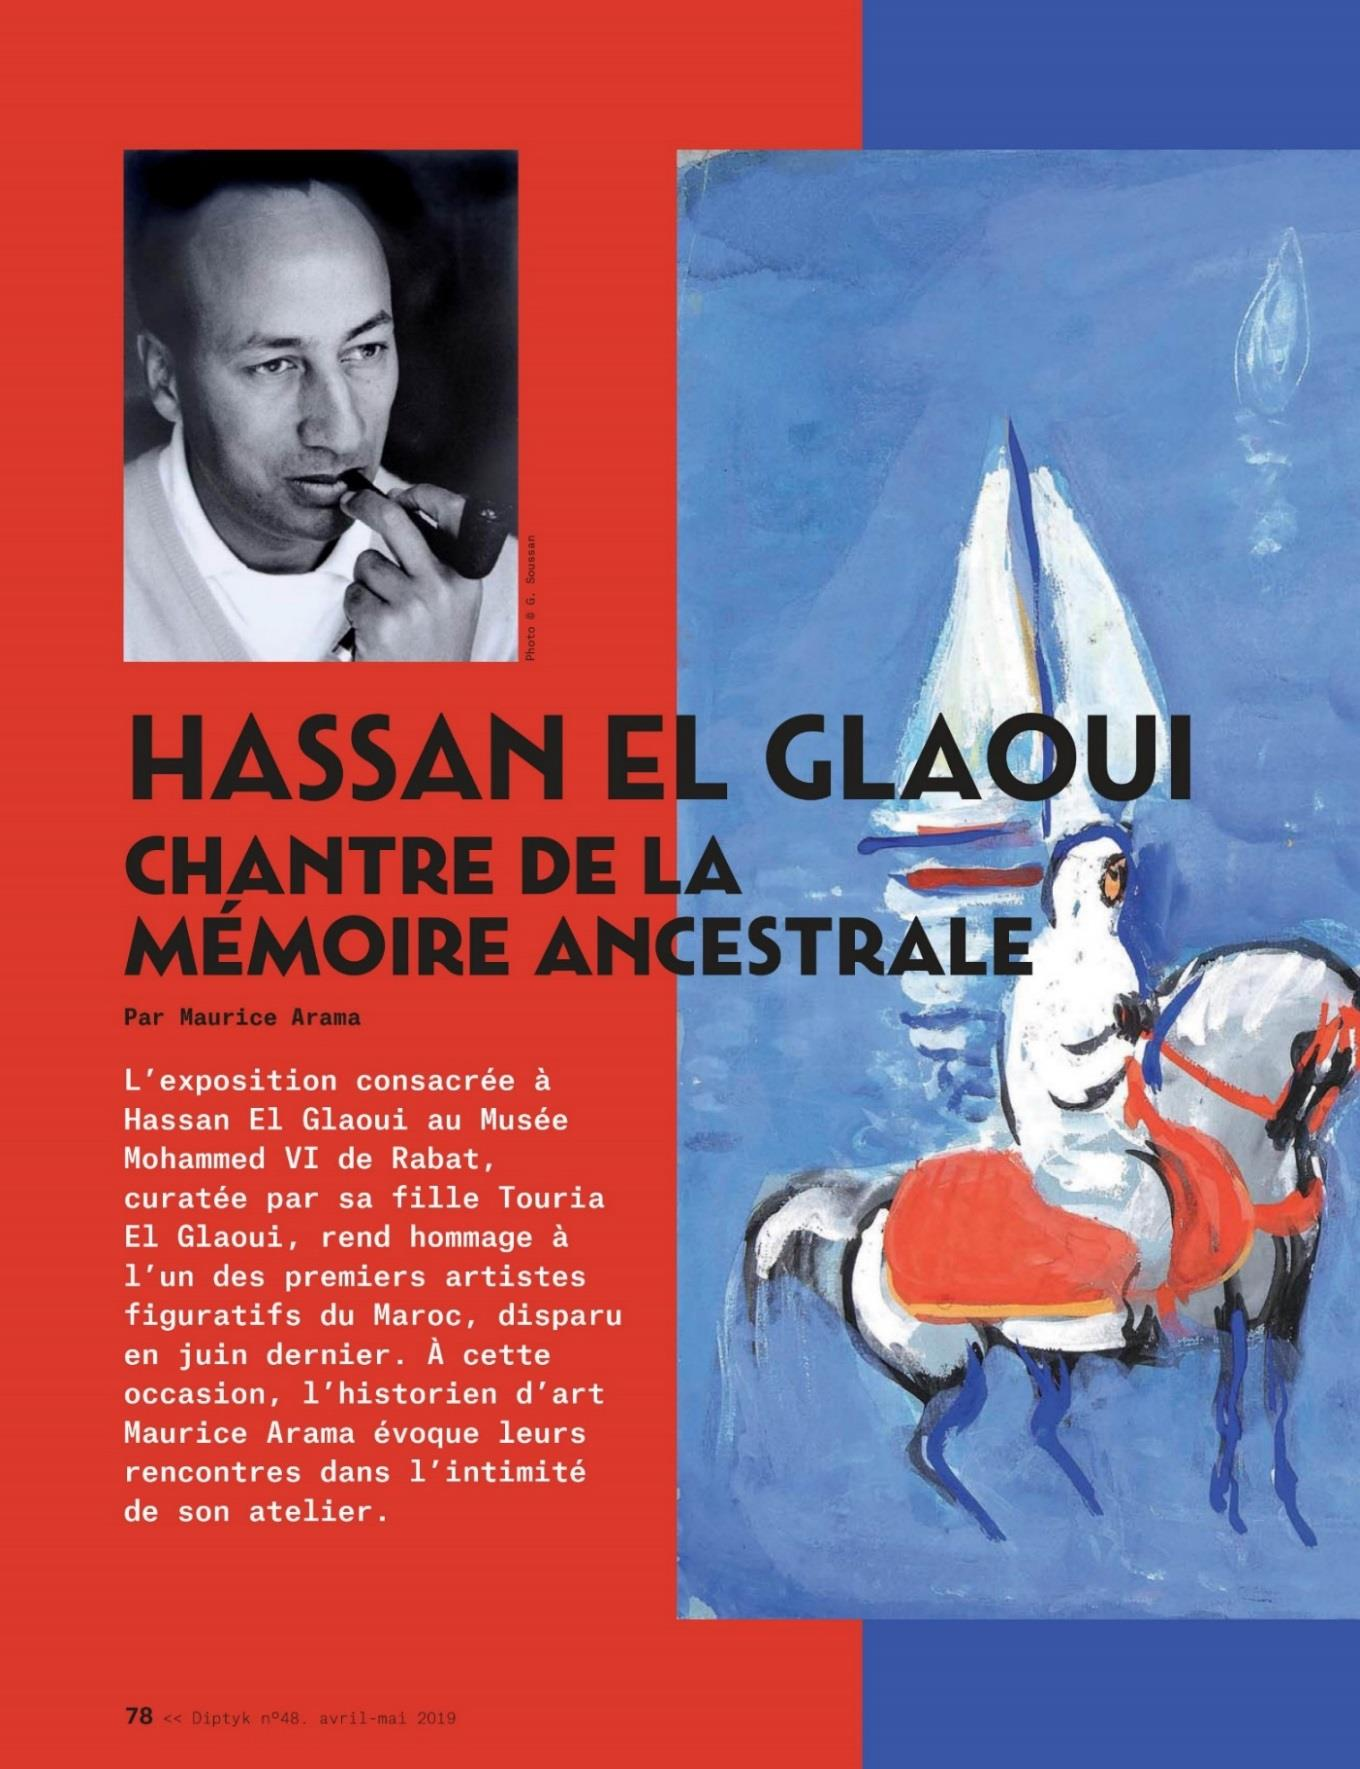 Photo © G. Soussan
HASSAN EL GLAOUI
CHANTRE DE LA
MÉMOIRE ANCESTRALE
Par Maurice Arama
L’exposition consacrée à
Hassan El Glaoui au Musée
Mohammed VI de Rabat,
curatée par sa fille Touria
El Glaoui, rend hommage à
l’un des premiers artistes
figuratifs du Maroc, disparu
en juin dernier. À cette
occasion, l’historien d’art
Maurice Arama évoque leurs
rencontres dans l’intimité
de son atelier.
78 << Diptyk nº48. avril-mai 2019